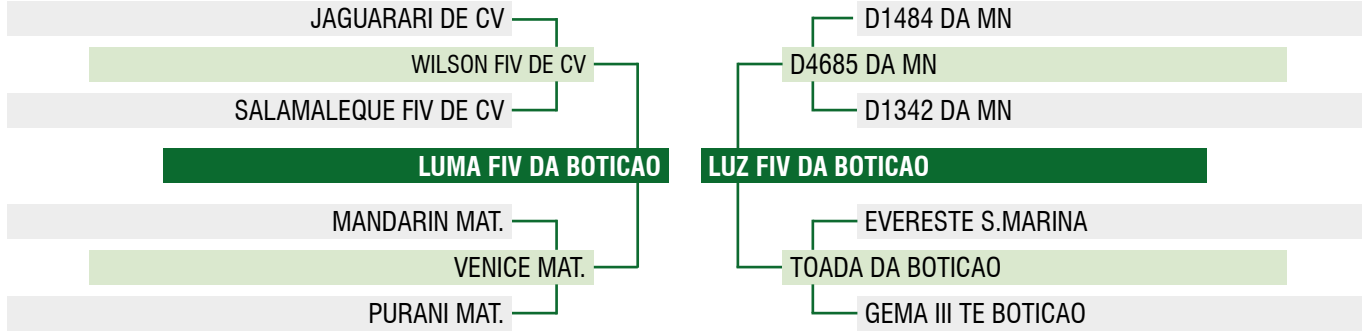 JAGUARARI DE CV
WILSON FIV DE CV
SALAMALEQUE FIV DE CV
LUMA FIV DA BOTICAO
MANDARIN MAT.
VENICE MAT.
PURANI MAT.
D1484 DA MN
D4685 DA MN
D1342 DA MN
LUZ FIV DA BOTICAO
EVERESTE S.MARINA
TOADA DA BOTICAO
GEMA III TE BOTICAO